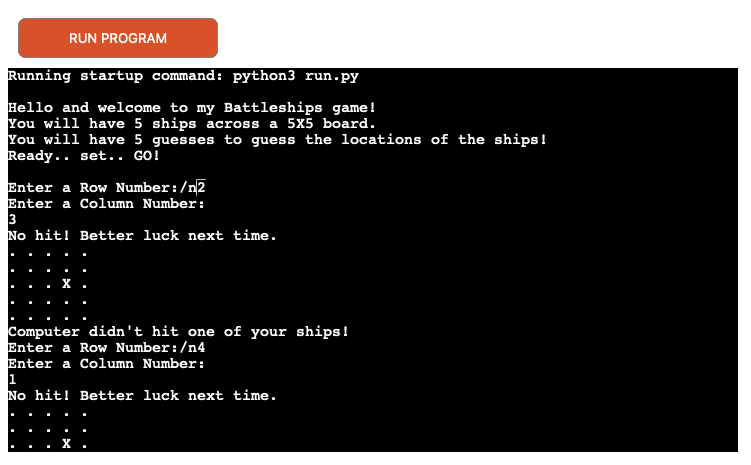 RUN PROGRAM
Running startup command: python3 run.py
Hello and welcome to my Battleships game!
You will have 5 ships across a 5X5 board.
You will have 5 guesses to guess the locations of the ships!
Ready.. set.. GO!
Enter a Row Number:/n2
Enter a Column Number:
3
No hit! Better luck next time.
. . . . .
. . . . .
. . . X .
. . . . .
. . . . .
Computer didn't hit one of your ships!
Enter a Row Number:/n4
Enter a Column Number:
1
No hit! Better luck next time.
. . . . .
. . . . .
. . . X .